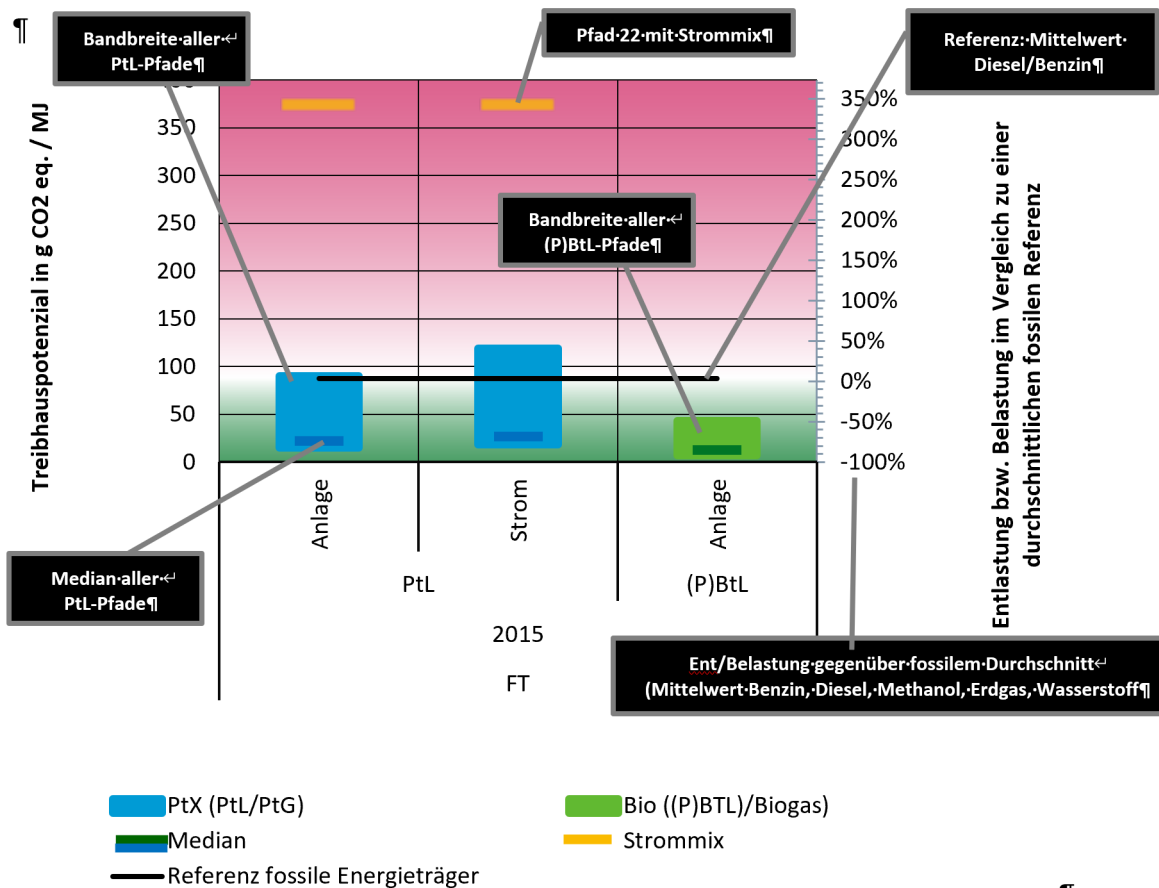 ¶
Bandbreite·aller·↵
PtL-Pfade¶
Pfad·22·mit·Strommix¶
Referenz:·Mittelwert·
Diesel/Benzin¶
Treibhauspotenzial in g CO2 eq. / MJ
350
300
250
200
150
100
50
0
350%
300%
250%
200%
150%
100%
50%
0%
-50%
-100%
Entlastung bzw. Belastung im Vergleich zu einer
durchschnittlichen fossilen Referenz
Bandbreite·aller·↵
(P)BtL-Pfade¶
Median·aller·↵
PtL-Pfade¶
Anlage
Strom
Anlage
PtL
(P)BtL
2015
FT
Ent/Belastung·gegenüber·fossilem·Durchschnitt↵
(Mittelwert·Benzin,·Diesel,·Methanol,·Erdgas,·Wasserstoff¶
PtX (PtL/PtG)
Bio ((P)BTL)/Biogas)
Median
Strommix
Referenz fossile Energieträger